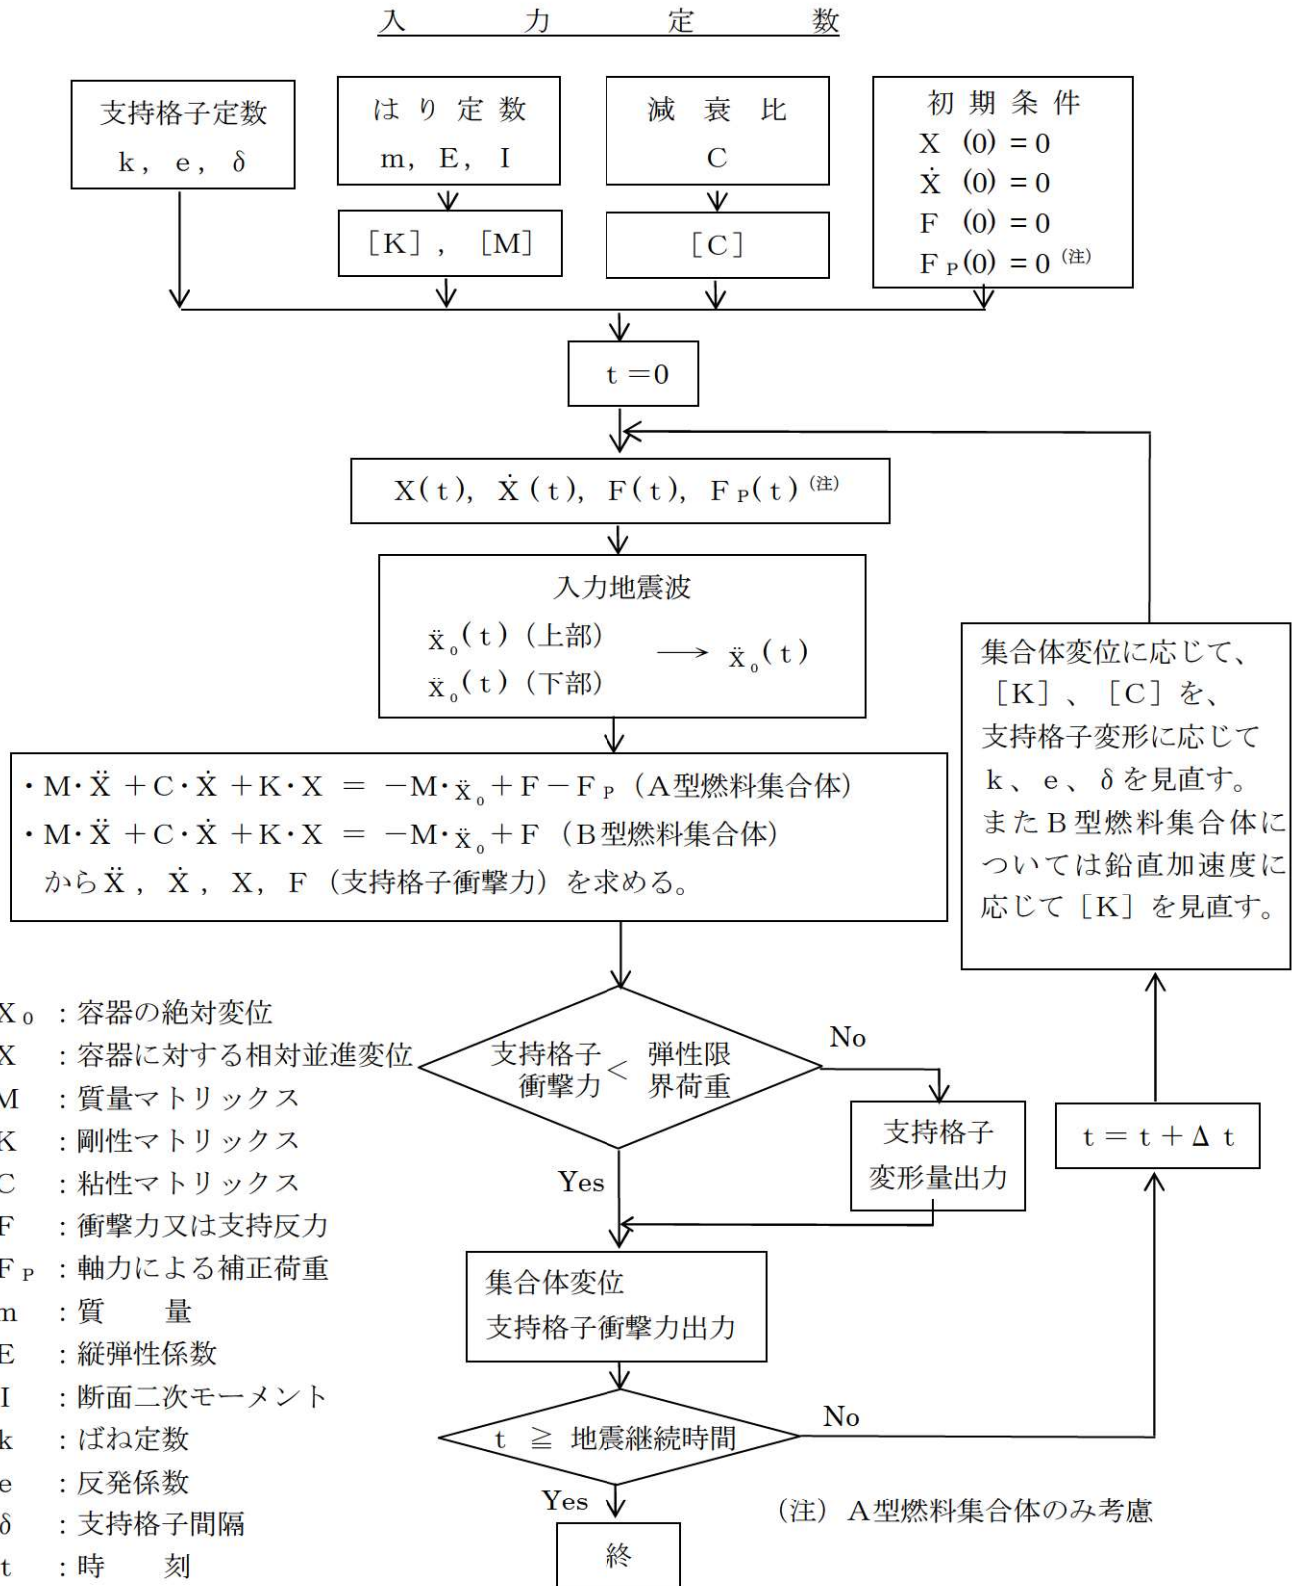 入力定数
支持格子定数
k, e, δ
はり定数
m, E, I
[K], [M]
減衰比
C
[C]
初期条件
X (0) = 0
Ẋ (0) = 0
F (0) = 0
F P(0) = 0 (注)
t=0
X(t), Ẋ(t), F(t), F P(t) (注)
入力地震波
ẍ₀(t)(上部)
ẍ₀(t)(下部)
→ ẍ₀(t)
・M・Ẍ+C・Ẋ+K・X = −M・ẍ₀+F−F P(A型燃料集合体)
・M・Ẍ+C・Ẋ+K・X = −M・ẍ₀+F(B型燃料集合体)
からẌ, Ẋ, X, F(支持格子衝撃力)を求める。
集合体変位に応じて、
[K]、[C]を、
支持格子変形に応じて
k、e、δを見直す。
またB型燃料集合体に
ついては鉛直加速度に
応じて[K]を見直す。
支持格子
衝撃力
<
弾性限
界荷重
No
Yes
支持格子
変形量出力
t=t+Δt
集合体変位
支持格子衝撃力出力
t ≧ 地震継続時間
No
Yes
終
X₀ :容器の絶対変位
X :容器に対する相対並進変位
M :質量マトリックス
K :剛性マトリックス
C :粘性マトリックス
F :衝撃力又は支持反力
F P :軸力による補正荷重
m :質 量
E :縦弾性係数
I :断面二次モーメント
k :ばね定数
e :反発係数
δ :支持格子間隔
t :時 刻
(注)A型燃料集合体のみ考慮